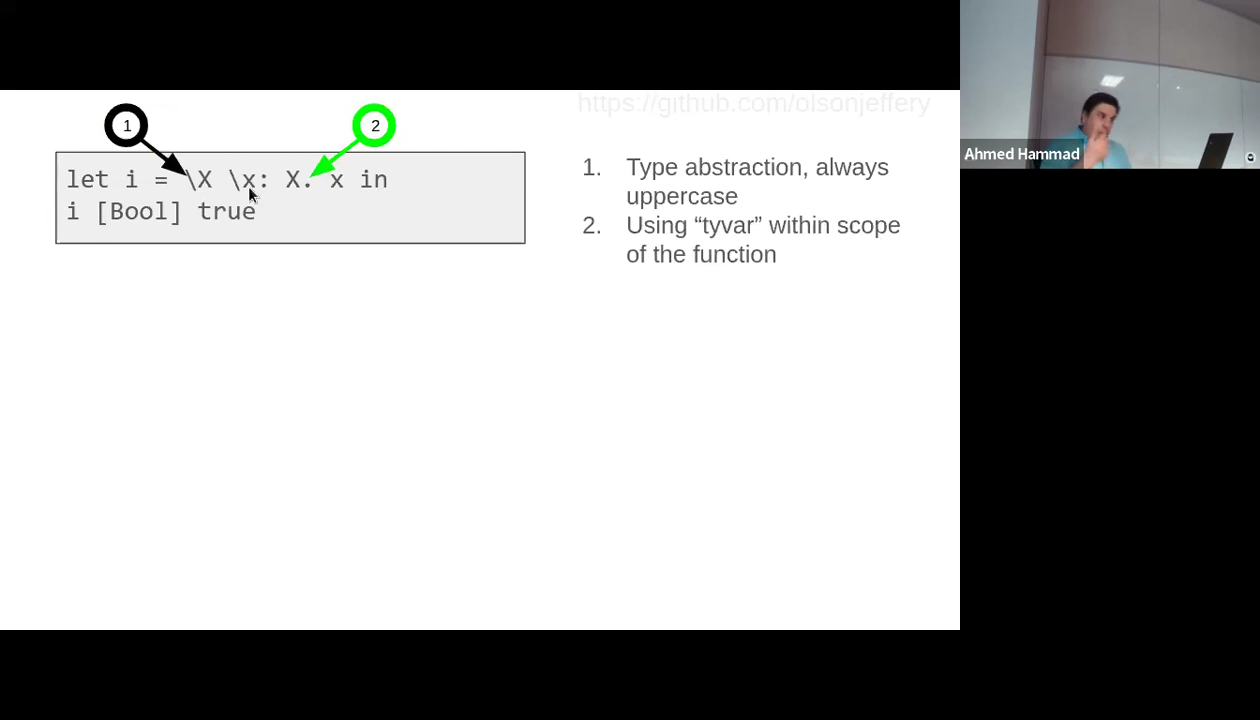 https://github.com/olsonjeffery
1
2
let i = \X \x: X. x in
i [Bool] true
1. Type abstraction, always
uppercase
2. Using “tyvar” within scope
of the function
Ahmed Hammad